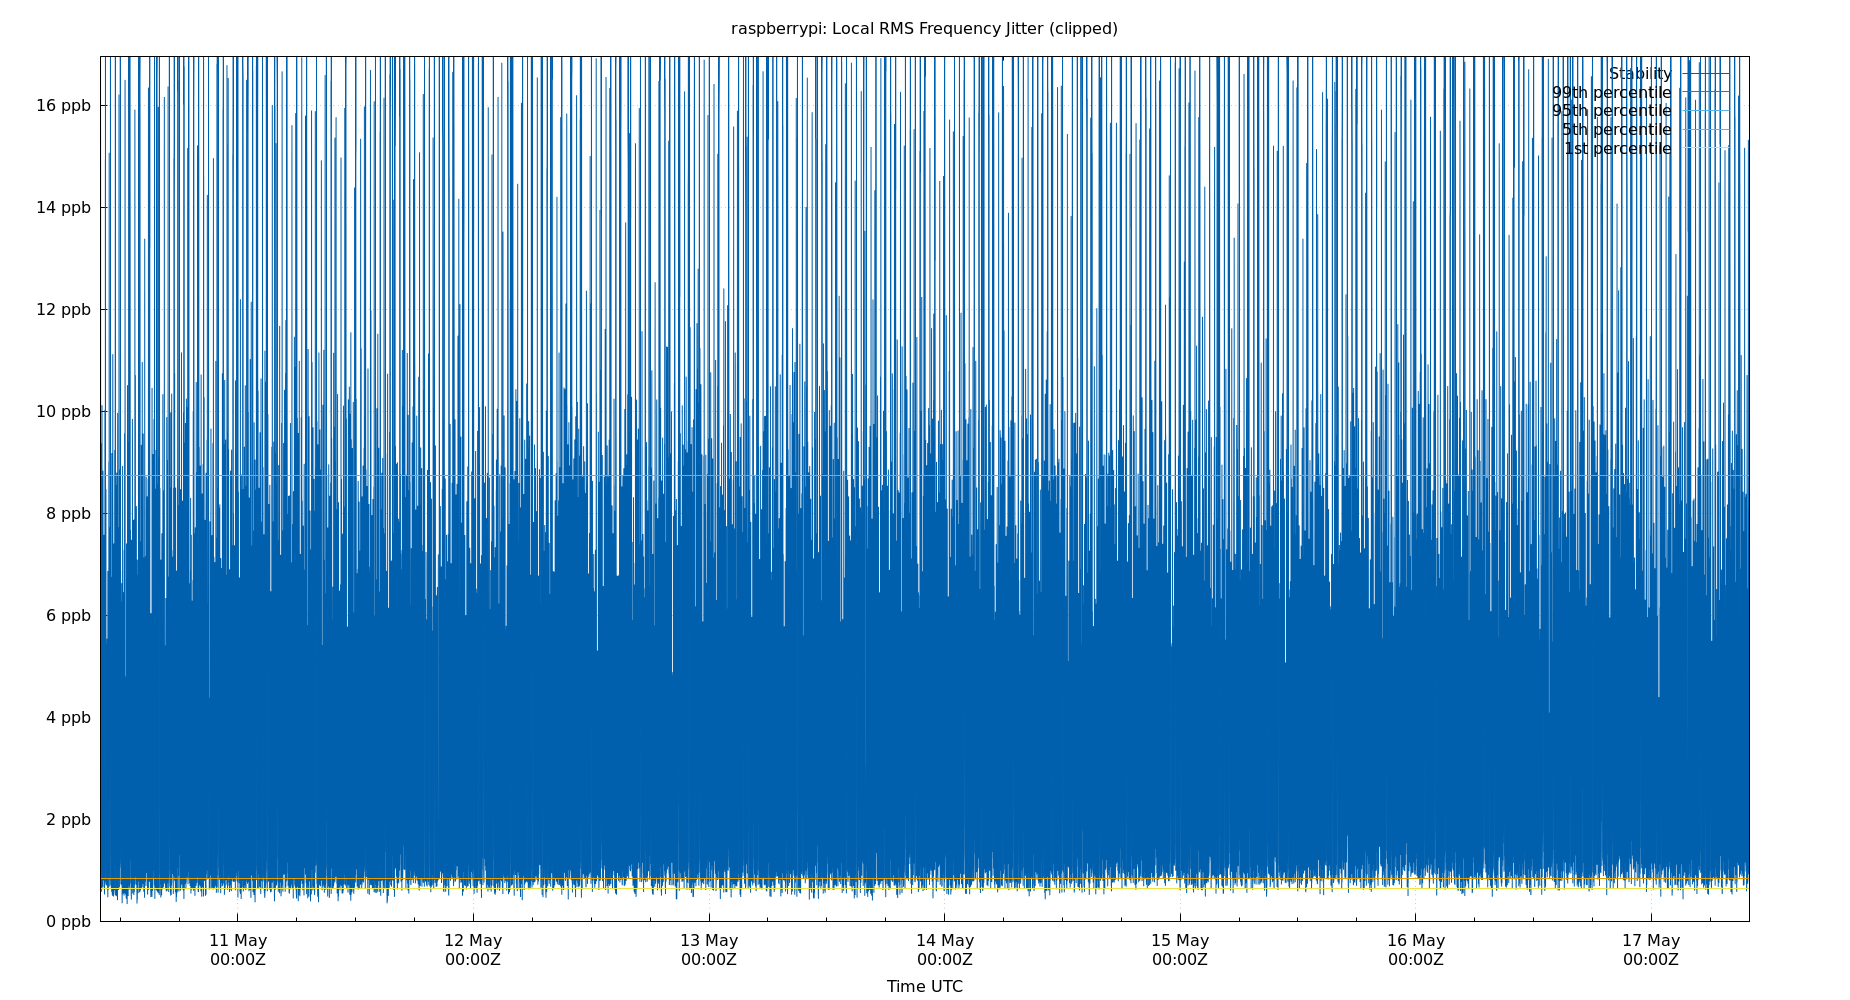 raspberrypi: Local RMS Frequency Jitter (clipped)
Stability
99th percentile
95th percentile
5th percentile
1st percentile
16 ppb
14 ppb
12 ppb
10 ppb
8 ppb
6 ppb
4 ppb
2 ppb
0 ppb
11 May 12 May 13 May 14 May 15 May 16 May 17 May
00:00Z 00:00Z 00:00Z 00:00Z 00:00Z 00:00Z 00:00Z
Time UTC